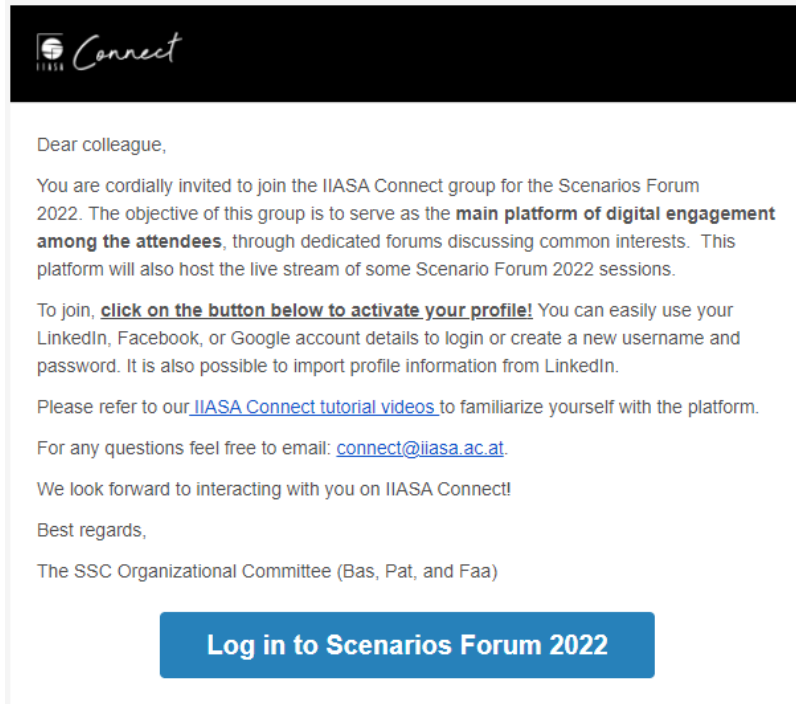 IIASA Connect
Dear colleague,
You are cordially invited to join the IIASA Connect group for the Scenarios Forum
2022. The objective of this group is to serve as the main platform of digital engagement
among the attendees, through dedicated forums discussing common interests.  This
platform will also host the live stream of some Scenario Forum 2022 sessions.
To join, click on the button below to activate your profile! You can easily use your
LinkedIn, Facebook, or Google account details to login or create a new username and
password. It is also possible to import profile information from LinkedIn.
Please refer to our IIASA Connect tutorial videos to familiarize yourself with the platform.
For any questions feel free to email: connect@iiasa.ac.at.
We look forward to interacting with you on IIASA Connect!
Best regards,
The SSC Organizational Committee (Bas, Pat, and Faa)
Log in to Scenarios Forum 2022